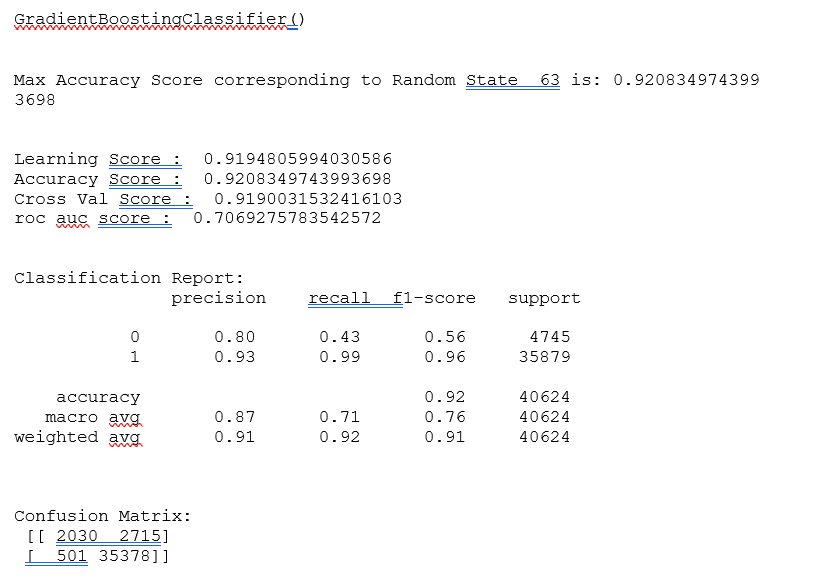 GradientBoostingClassifier()
Max Accuracy Score corresponding to Random State  63 is: 0.920834974399
3698
Learning Score :  0.9194805994030586
Accuracy Score :  0.9208349743993698
Cross Val Score :  0.9190031532416103
roc auc score :  0.7069275783542572
Classification Report:
precision    recall  f1-score   support
0       0.80      0.43      0.56      4745
1       0.93      0.99      0.96     35879
accuracy                           0.92     40624
macro avg       0.87      0.71      0.76     40624
weighted avg       0.91      0.92      0.91     40624
Confusion Matrix:
[[ 2030  2715]
[  501 35378]]